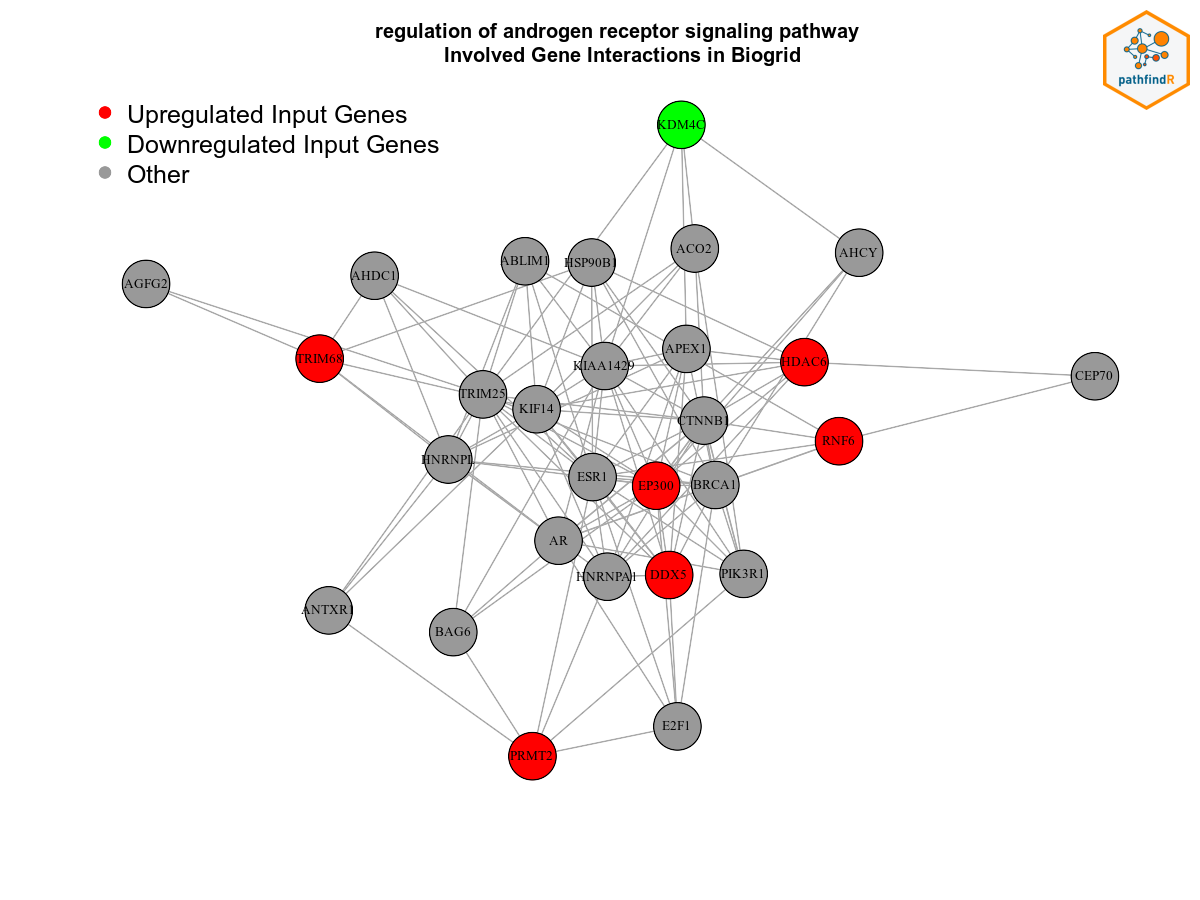 regulation of androgen receptor signaling pathway
Involved Gene Interactions in Biogrid
pathfindR
Upregulated Input Genes
Downregulated Input Genes
Other
KDM4C
ACO2
AHCY
ABLIM1
HSP90B1
AHDC1
AGFG2
TRIM68
APEX1
HDAC6
KIAA1429
CEP70
TRIM25
KIF14
CTNNB1
RNF6
HNRNPL
ESR1
EP300
BRCA1
AR
HNRNPA1
DDX5
PIK3R1
ANTXR1
BAG6
E2F1
PRMT2